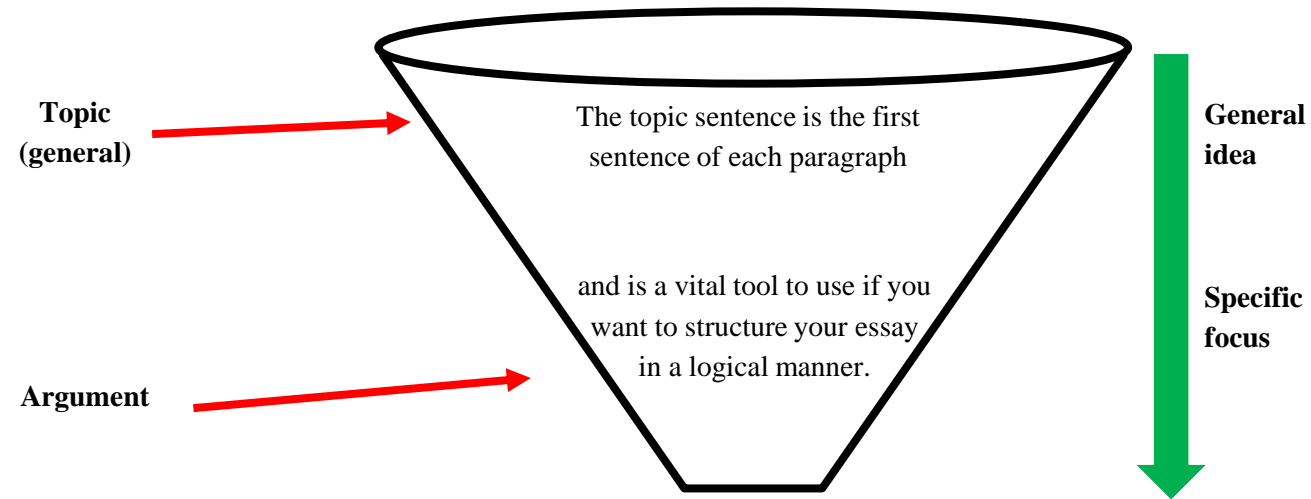 Topic
(general)
The topic sentence is the first
sentence of each paragraph
General
idea
and is a vital tool to use if you
want to structure your essay
in a logical manner.
Specific
focus
Argument